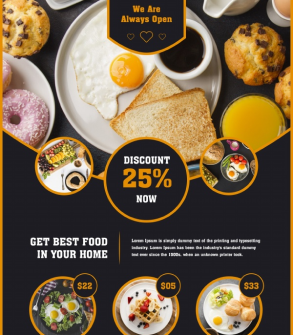 We Are
Always Open
DISCOUNT
25%
NOW
GET BEST FOOD
IN YOUR HOME
Lorem Ipsum is simply dummy text of the printing and typesetting
industry. Lorem Ipsum has been the industry's standard dummy
text ever since the 1500s, when an unknown printer took.
$22
$05
$33